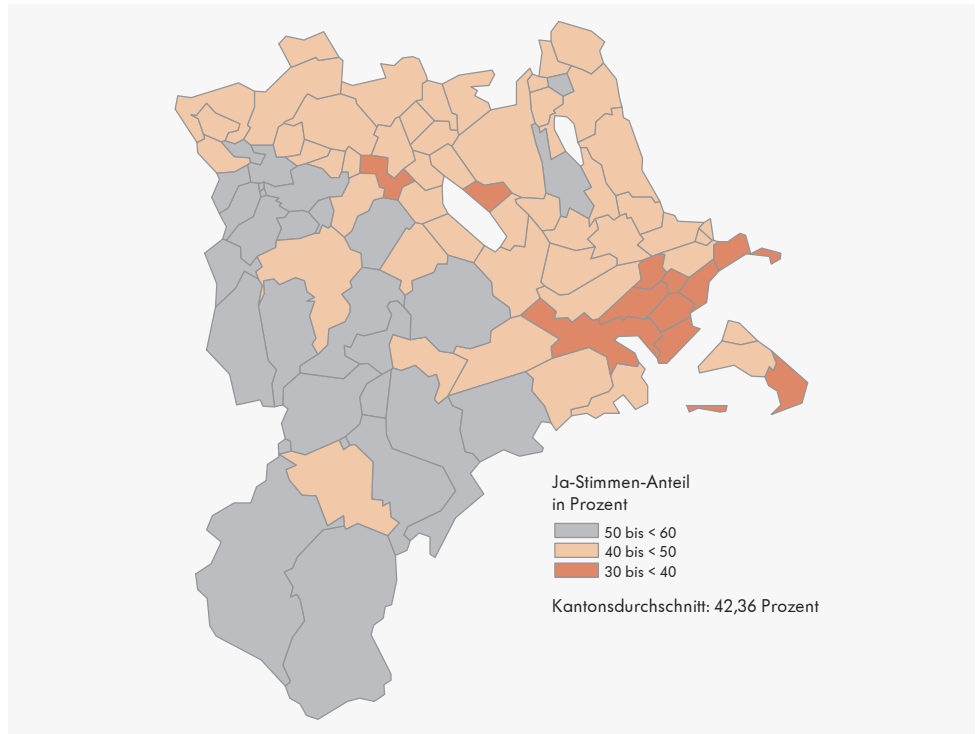 Ja-Stimmen-Anteil
in Prozent
50 bis < 60
40 bis < 50
30 bis < 40
Kantonsdurchschnitt: 42,36 Prozent